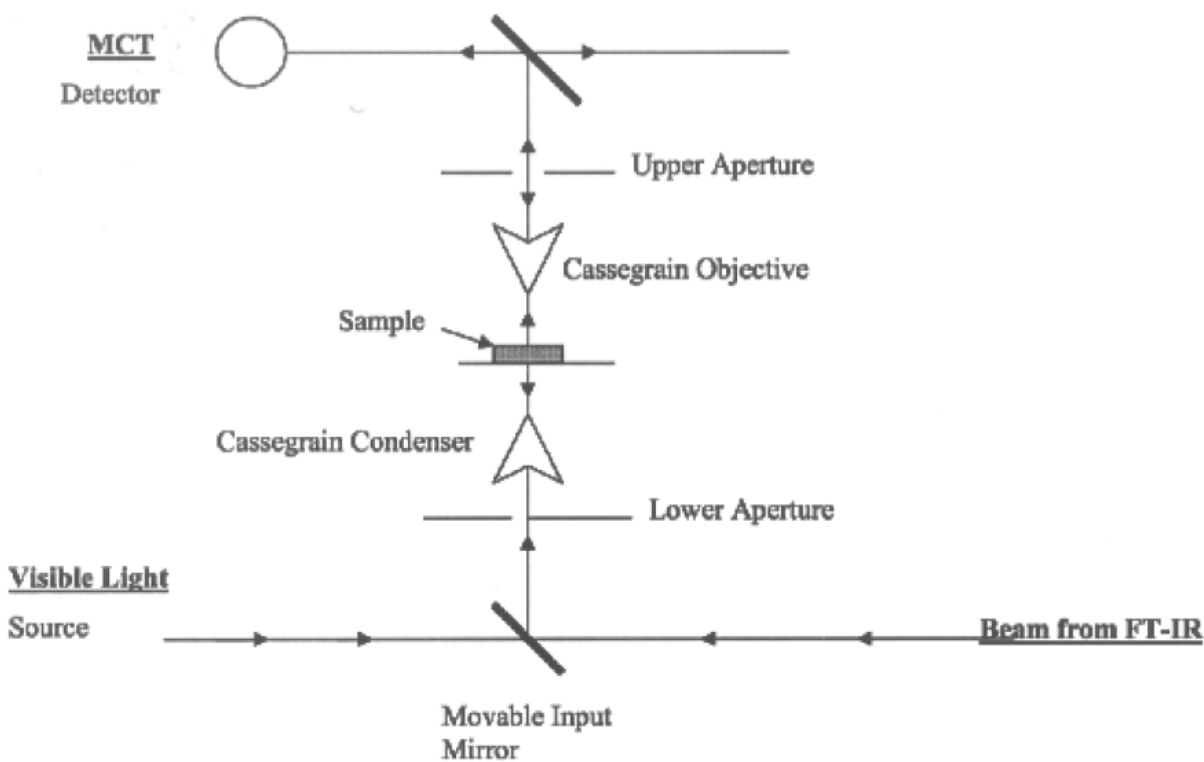 MCT
Detector
Upper Aperture
Cassegrain Objective
Sample
Cassegrain Condenser
Lower Aperture
Visible Light
Source
Beam from FT-IR
Movable Input
Mirror